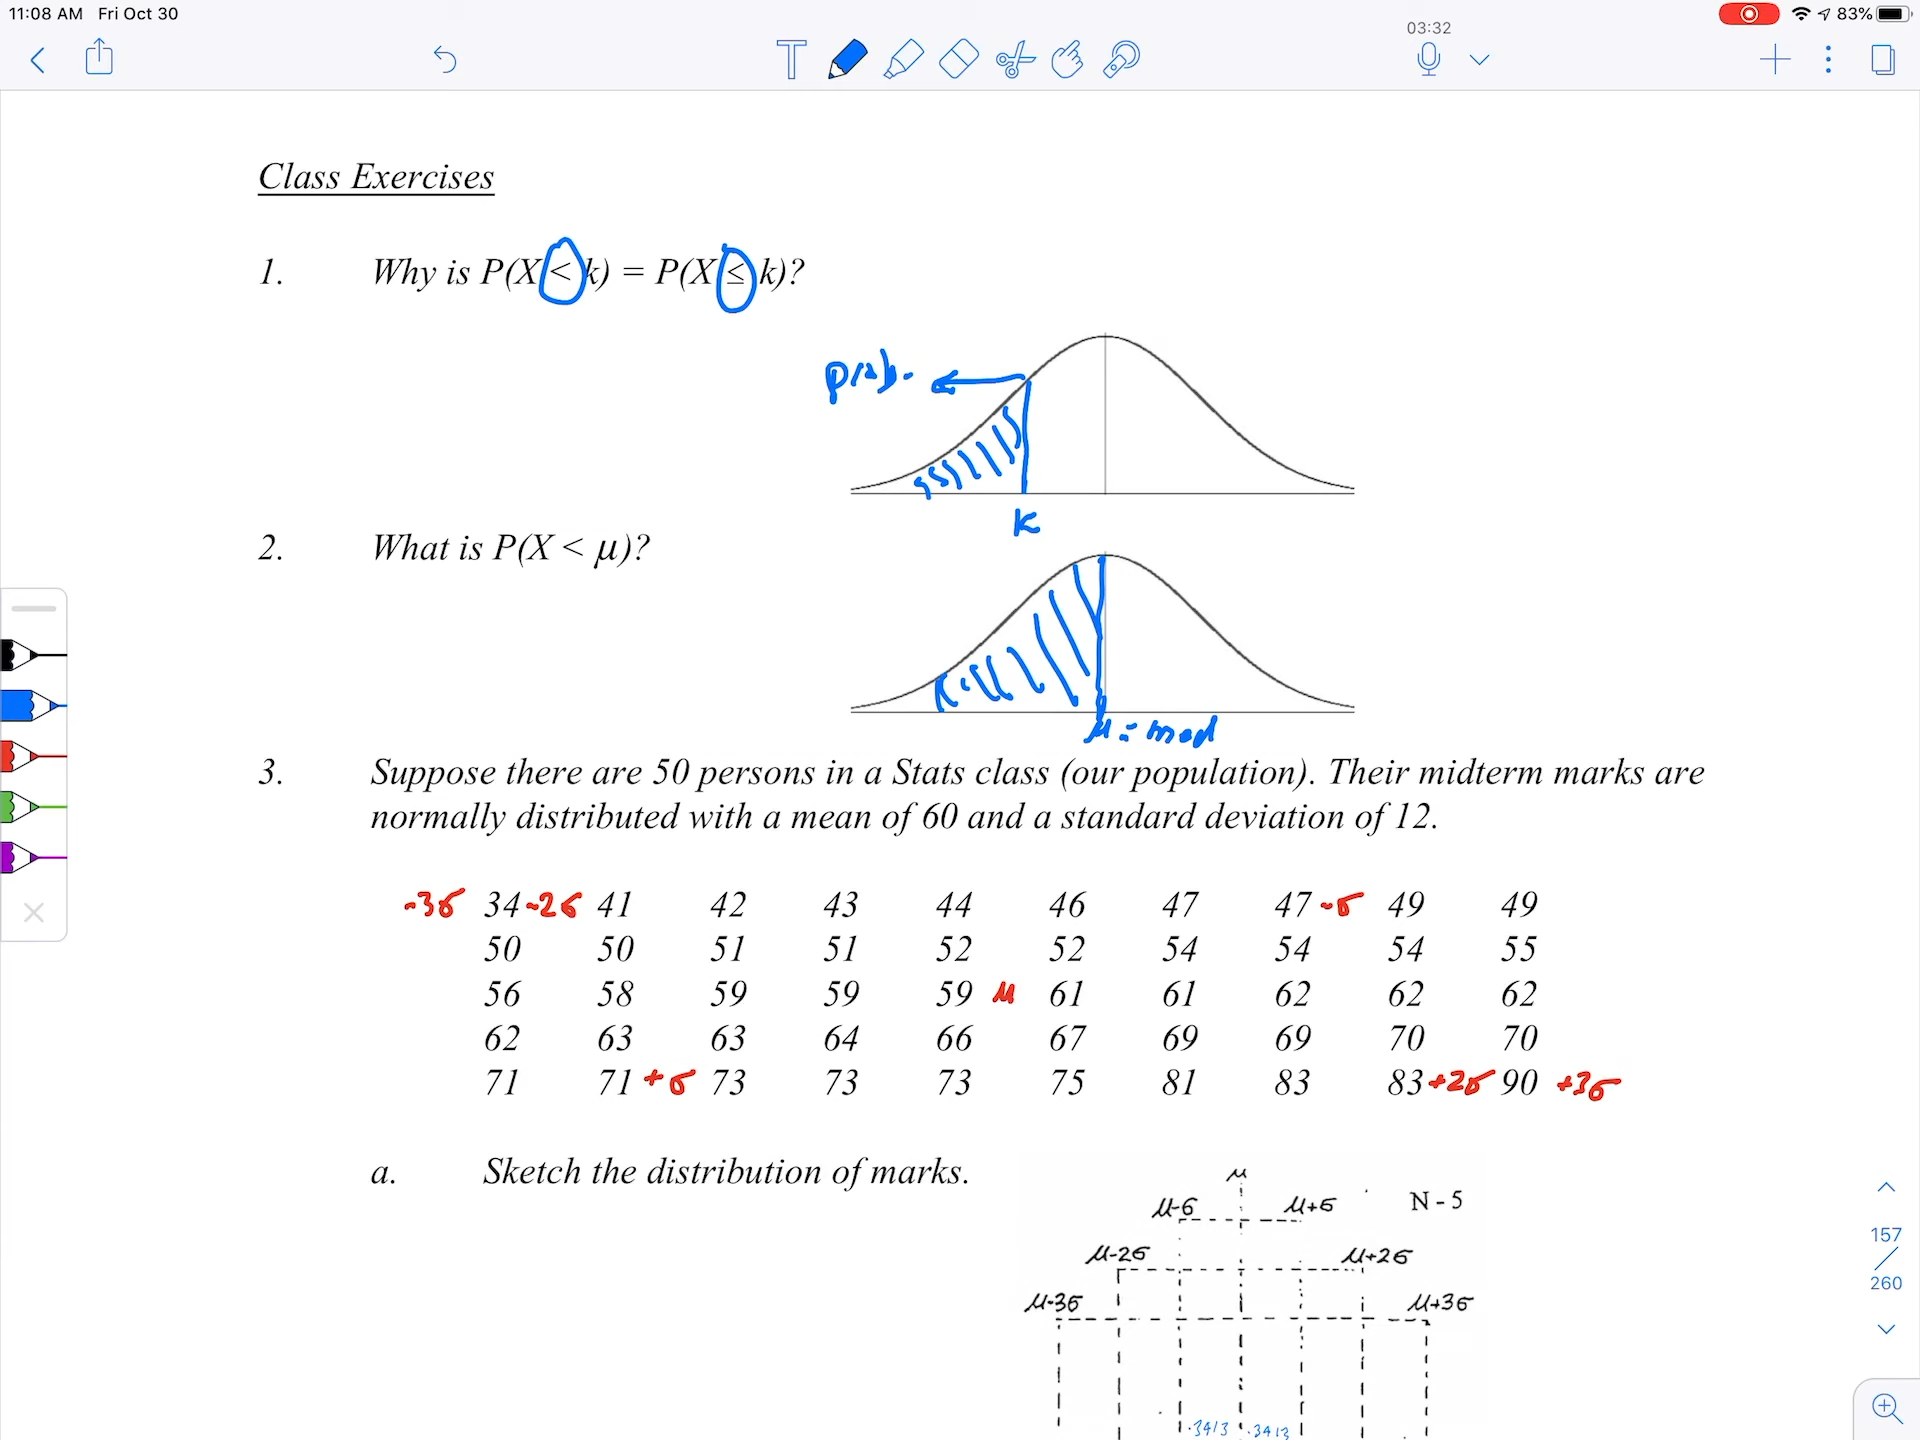 11:08 AM Fri Oct 30
83%
03:32
T
Class Exercises
1. Why is P(X < k) = P(X ≤ k)?
prob.
K
2. What is P(X < μ)?
μ = med
3. Suppose there are 50 persons in a Stats class (our population). Their midterm marks are
normally distributed with a mean of 60 and a standard deviation of 12.
-3σ 34 -2σ 41 42 43 44 46 47 47 -σ 49 49
50 50 51 51 52 52 54 54 54 55
56 58 59 59 59 μ 61 61 62 62 62
62 63 63 64 66 67 69 69 70 70
71 71 +σ 73 73 73 75 81 83 83 +2σ 90 +3σ
a. Sketch the distribution of marks.
μ
μ-σ μ+σ N - 5
μ-2σ μ+2σ
μ-3σ μ+3σ
.3413 .3413
157
/
260